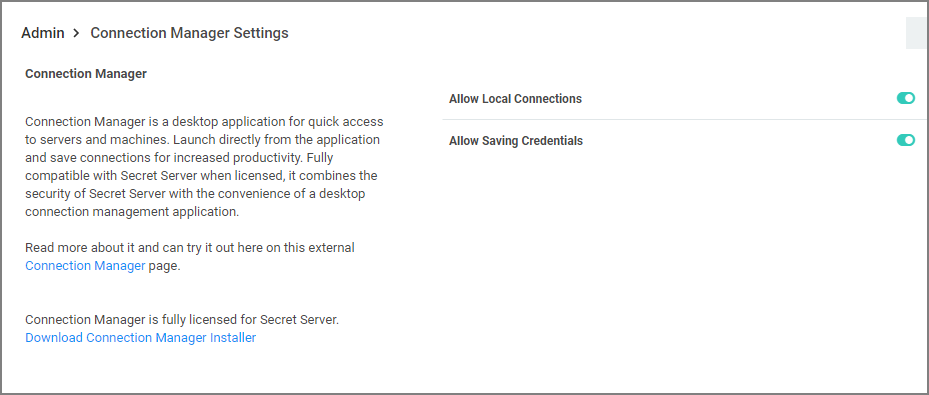 Admin > Connection Manager Settings
Connection Manager
Allow Local Connections
Connection Manager is a desktop application for quick access
to servers and machines. Launch directly from the application
and save connections for increased productivity. Fully
compatible with Secret Server when licensed, it combines the
security of Secret Server with the convenience of a desktop
connection management application.
Allow Saving Credentials
Read more about it and can try it out here on this external
Connection Manager page.
Connection Manager is fully licensed for Secret Server.
Download Connection Manager Installer